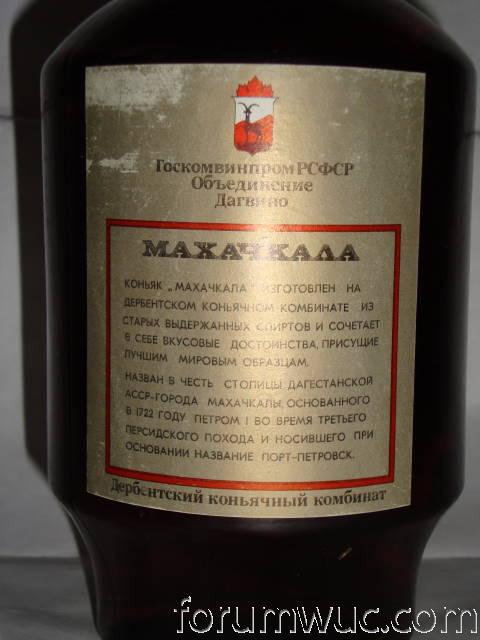 Госкомвинпром РСФСР
Объединение
Дагвино
МАХАЧКАЛА
КОНЬЯК „МАХАЧКАЛА" ИЗГОТОВЛЕН НА
ДЕРБЕНТСКОМ КОНЬЯЧНОМ КОМБИНАТЕ ИЗ
СТАРЫХ ВЫДЕРЖАННЫХ СПИРТОВ И СОЧЕТАЕТ
В СЕБЕ ВКУСОВЫЕ ДОСТОИНСТВА, ПРИСУЩИЕ
ЛУЧШИМ МИРОВЫМ ОБРАЗЦАМ.
НАЗВАН В ЧЕСТЬ СТОЛИЦЫ ДАГЕСТАНСКОЙ
АССР-ГОРОДА МАХАЧКАЛЫ, ОСНОВАННОГО
В 1722 ГОДУ ПЕТРОМ I ВО ВРЕМЯ ТРЕТЬЕГО
ПЕРСИДСКОГО ПОХОДА И НОСИВШЕГО ПРИ
ОСНОВАНИИ НАЗВАНИЕ ПОРТ-ПЕТРОВСК.
Дербентский коньячный комбинат
forumwuc.com